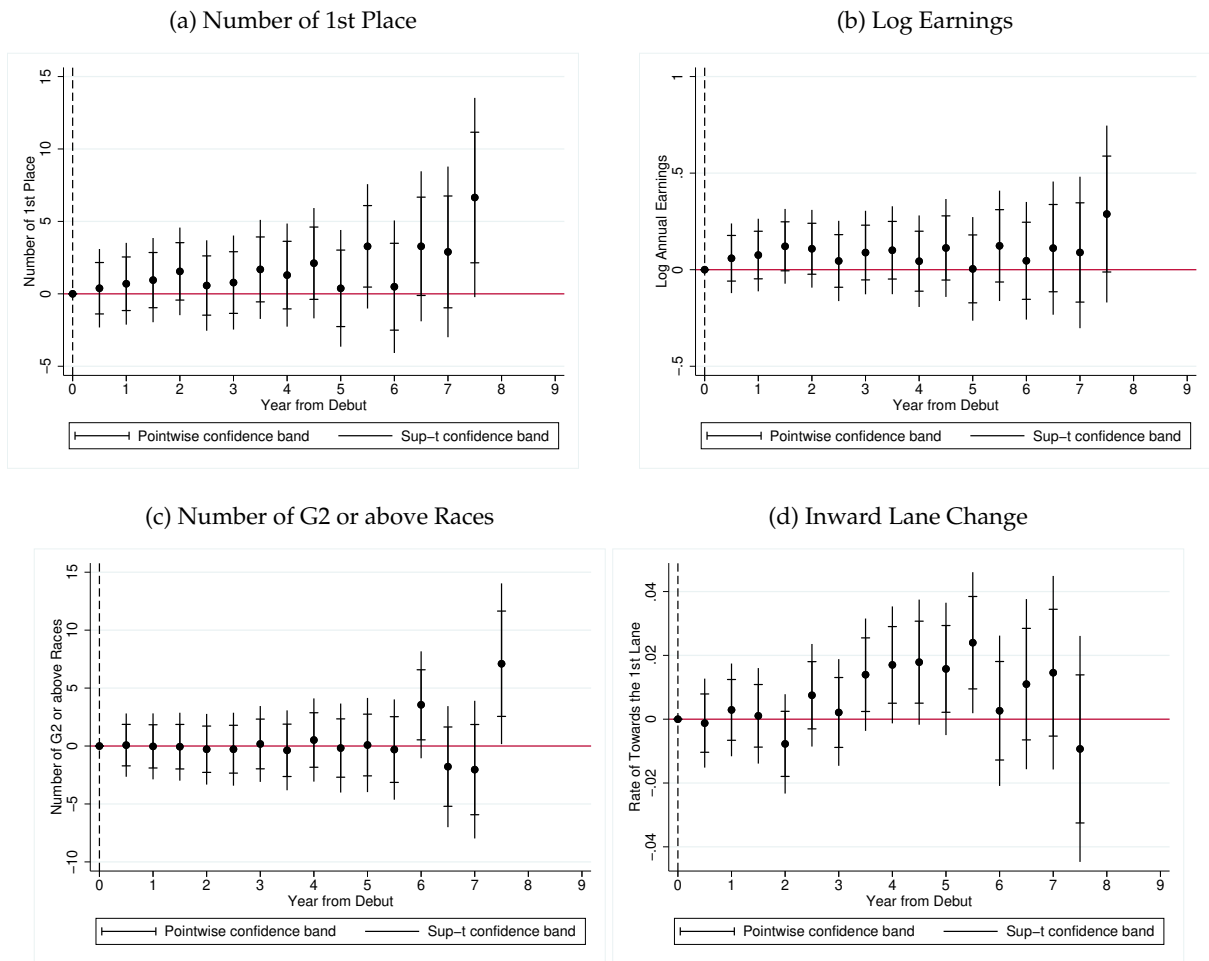 (a) Number of 1st Place
(b) Log Earnings
Number of 1st Place
15
10
5
0
-5
0 1 2 3 4 5 6 7 8 9
Year from Debut
Pointwise confidence band Sup-t confidence band
Log Annual Earnings
1
.5
0
-.5
0 1 2 3 4 5 6 7 8 9
Year from Debut
Pointwise confidence band Sup-t confidence band
(c) Number of G2 or above Races
(d) Inward Lane Change
Number of G2 or above Races
15
10
5
0
-5
-10
0 1 2 3 4 5 6 7 8 9
Year from Debut
Pointwise confidence band Sup-t confidence band
Rate of Towards the 1st Lane
.04
.02
0
-.02
-.04
0 1 2 3 4 5 6 7 8 9
Year from Debut
Pointwise confidence band Sup-t confidence band